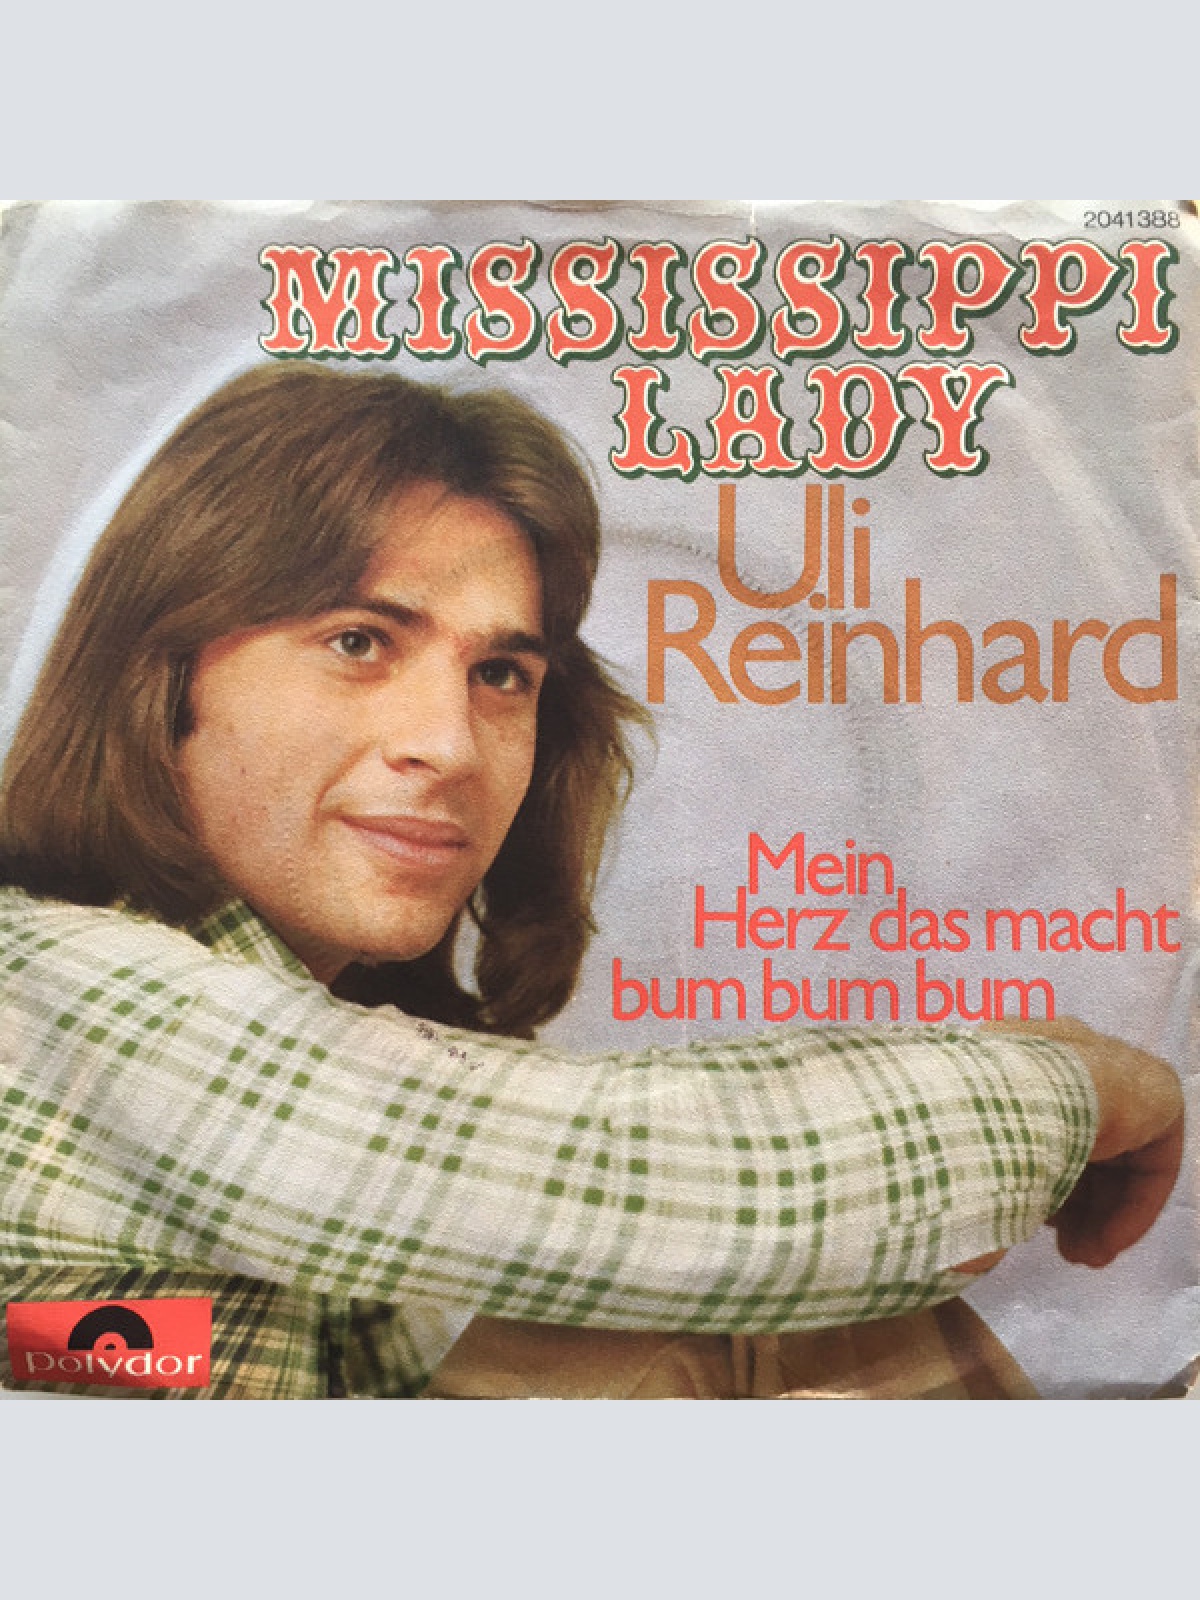 2041388
MISSISSIPPI
LADY
Uli
Reinhard
Mein
Herz das macht
bum bum bum
polydor